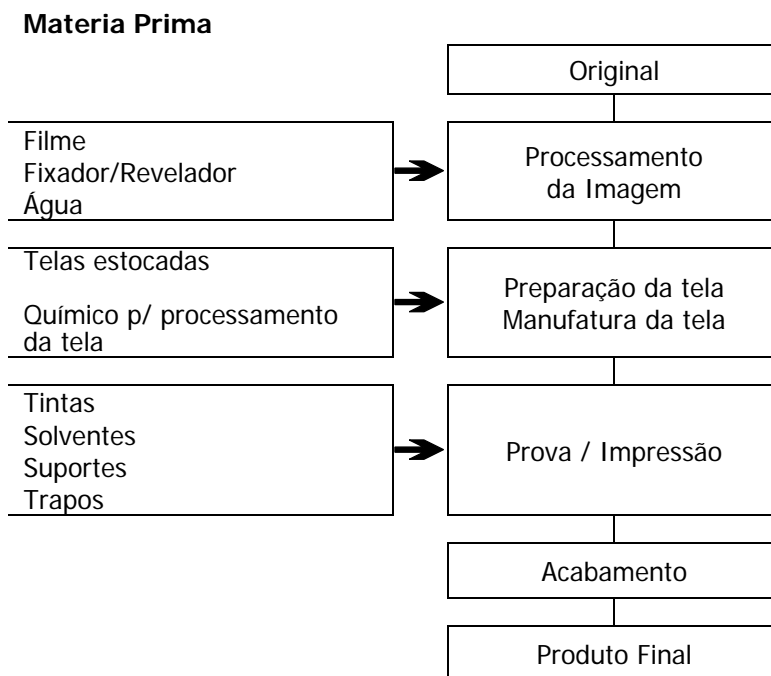 Materia Prima
Original
Filme
Fixador/Revelador
Água
Processamento
da Imagem
Telas estocadas
Químico p/ processamento
da tela
Preparação da tela
Manufatura da tela
Tintas
Solventes
Suportes
Trapos
Prova / Impressão
Acabamento
Produto Final